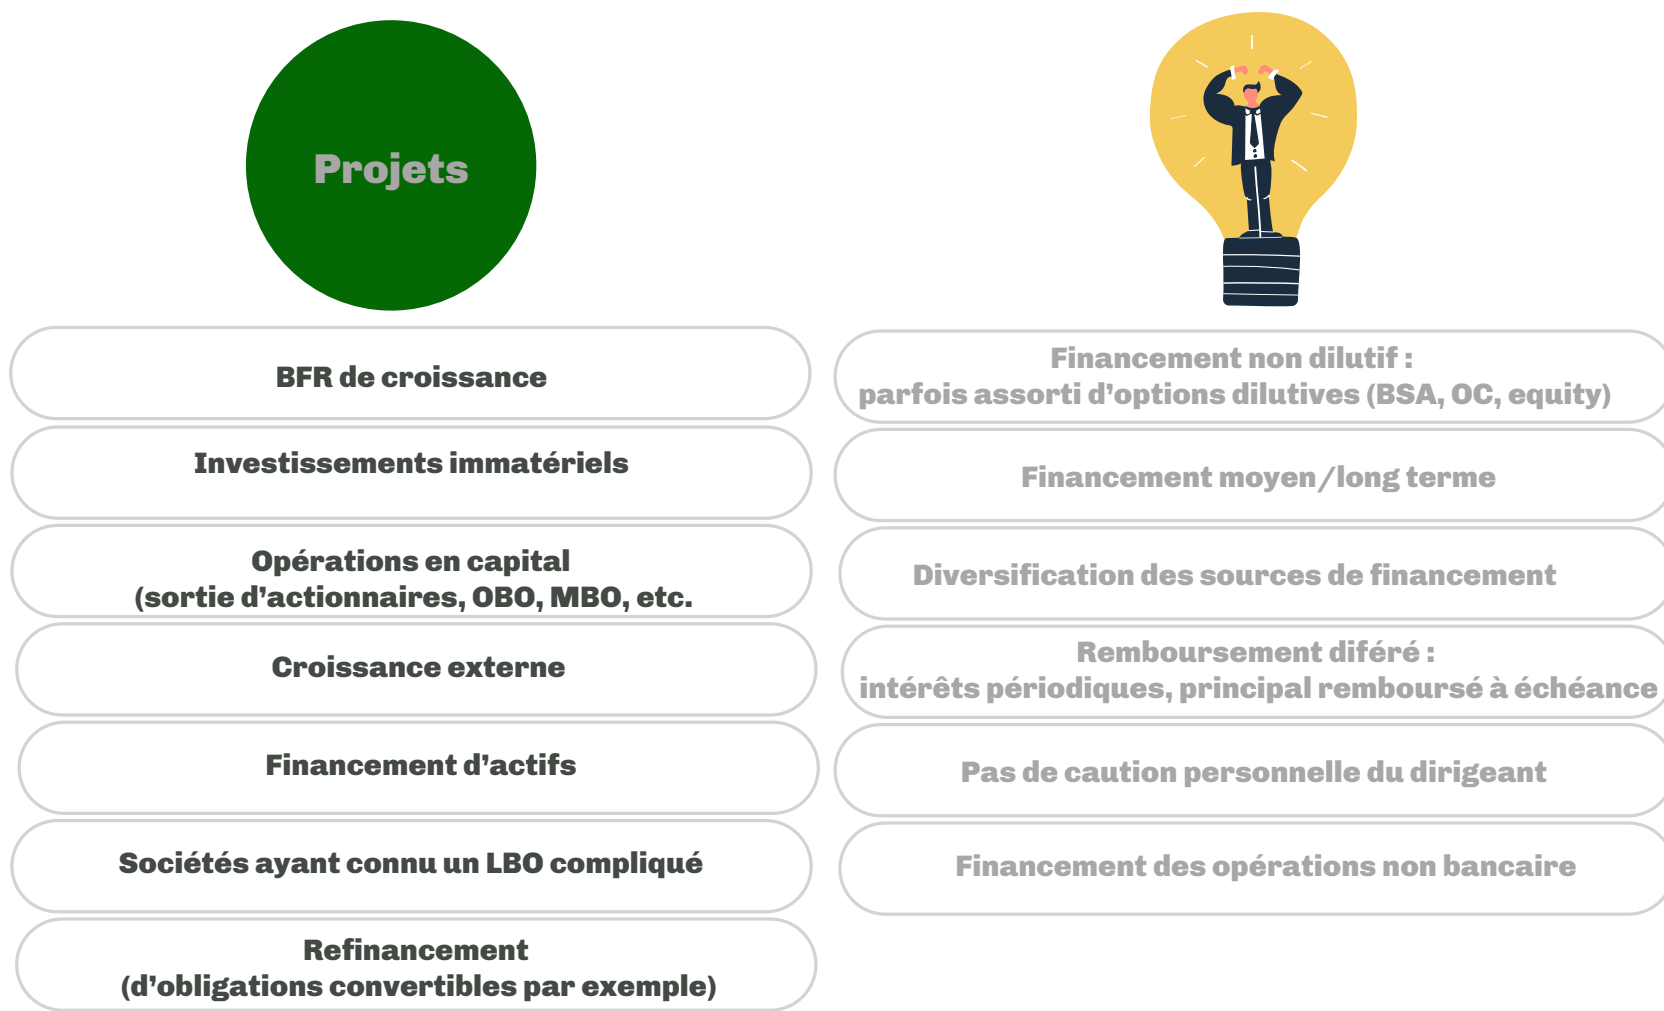 Projets
BFR de croissance
Investissements immatériels
Opérations en capital
(sortie d’actionnaires, OBO, MBO, etc.
Croissance externe
Financement d’actifs
Sociétés ayant connu un LBO compliqué
Refinancement
(d’obligations convertibles par exemple)
Financement non dilutif :
parfois assorti d’options dilutives (BSA, OC, equity)
Financement moyen/long terme
Diversification des sources de financement
Remboursement diféré :
intérêts périodiques, principal remboursé à échéance
Pas de caution personnelle du dirigeant
Financement des opérations non bancaire